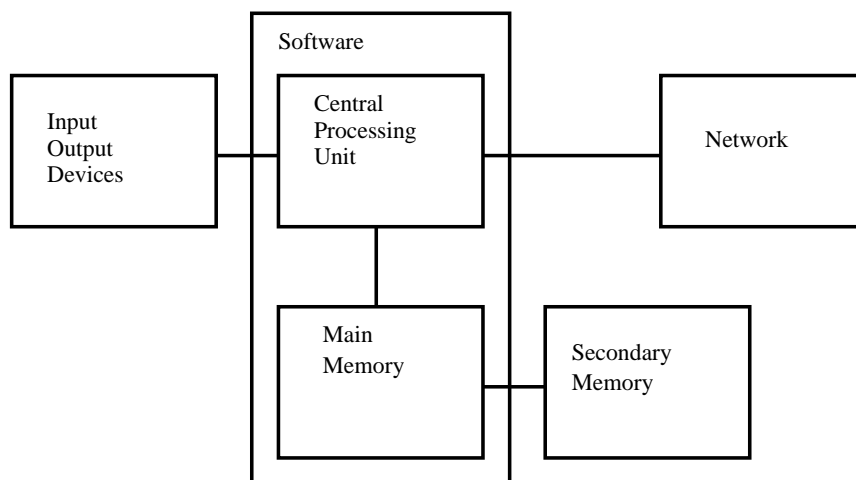 Software
Input
Output
Devices
Central
Processing
Unit
Network
Main
Memory
Secondary
Memory